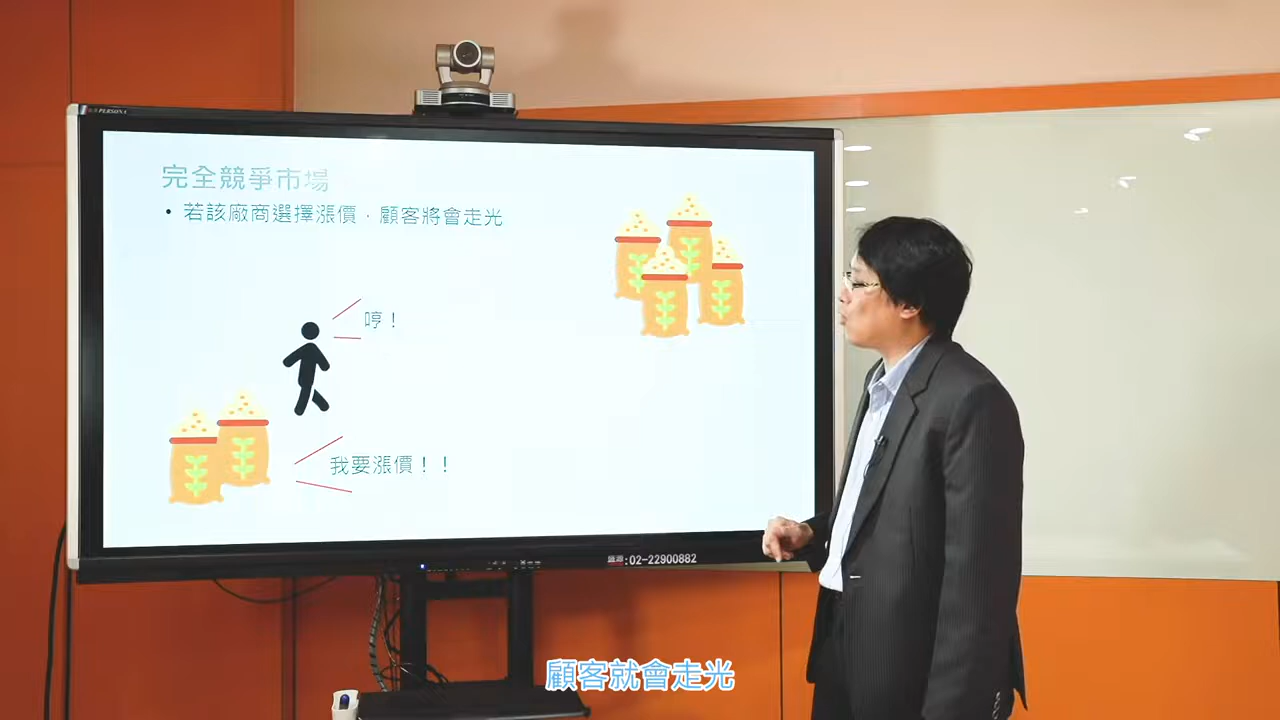 PERSONA
完全競爭市場
• 若該廠商選擇漲價，顧客將會走光
哼！
我要漲價！！
:02-22900882
顧客就會走光